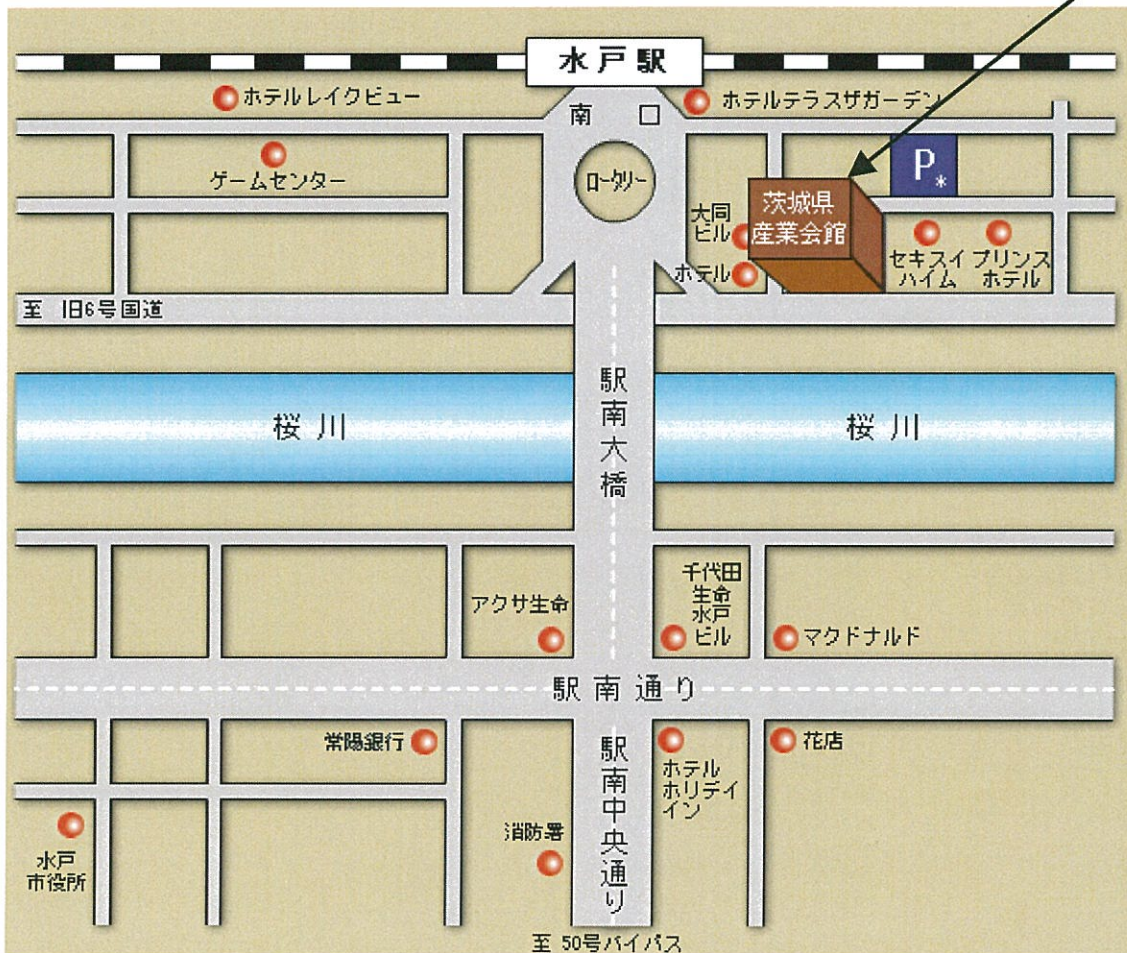 水戸駅
ホテルレイクビュー
南 口
ホテルテラスザガーデン
ゲームセンター
ロータリー
P*
大同
ビル
茨城県
産業会館
ホテル
セキスイ
ハイム
プリンス
ホテル
至 旧6号国道
駅南大橋
桜川
桜川
アクサ生命
千代田
生命
水戸
ビル
マクドナルド
駅南通り
常陽銀行
駅南中央通り
ホテル
ホリデイ
イン
花店
消防署
水戸
市役所
至 50号バイパス